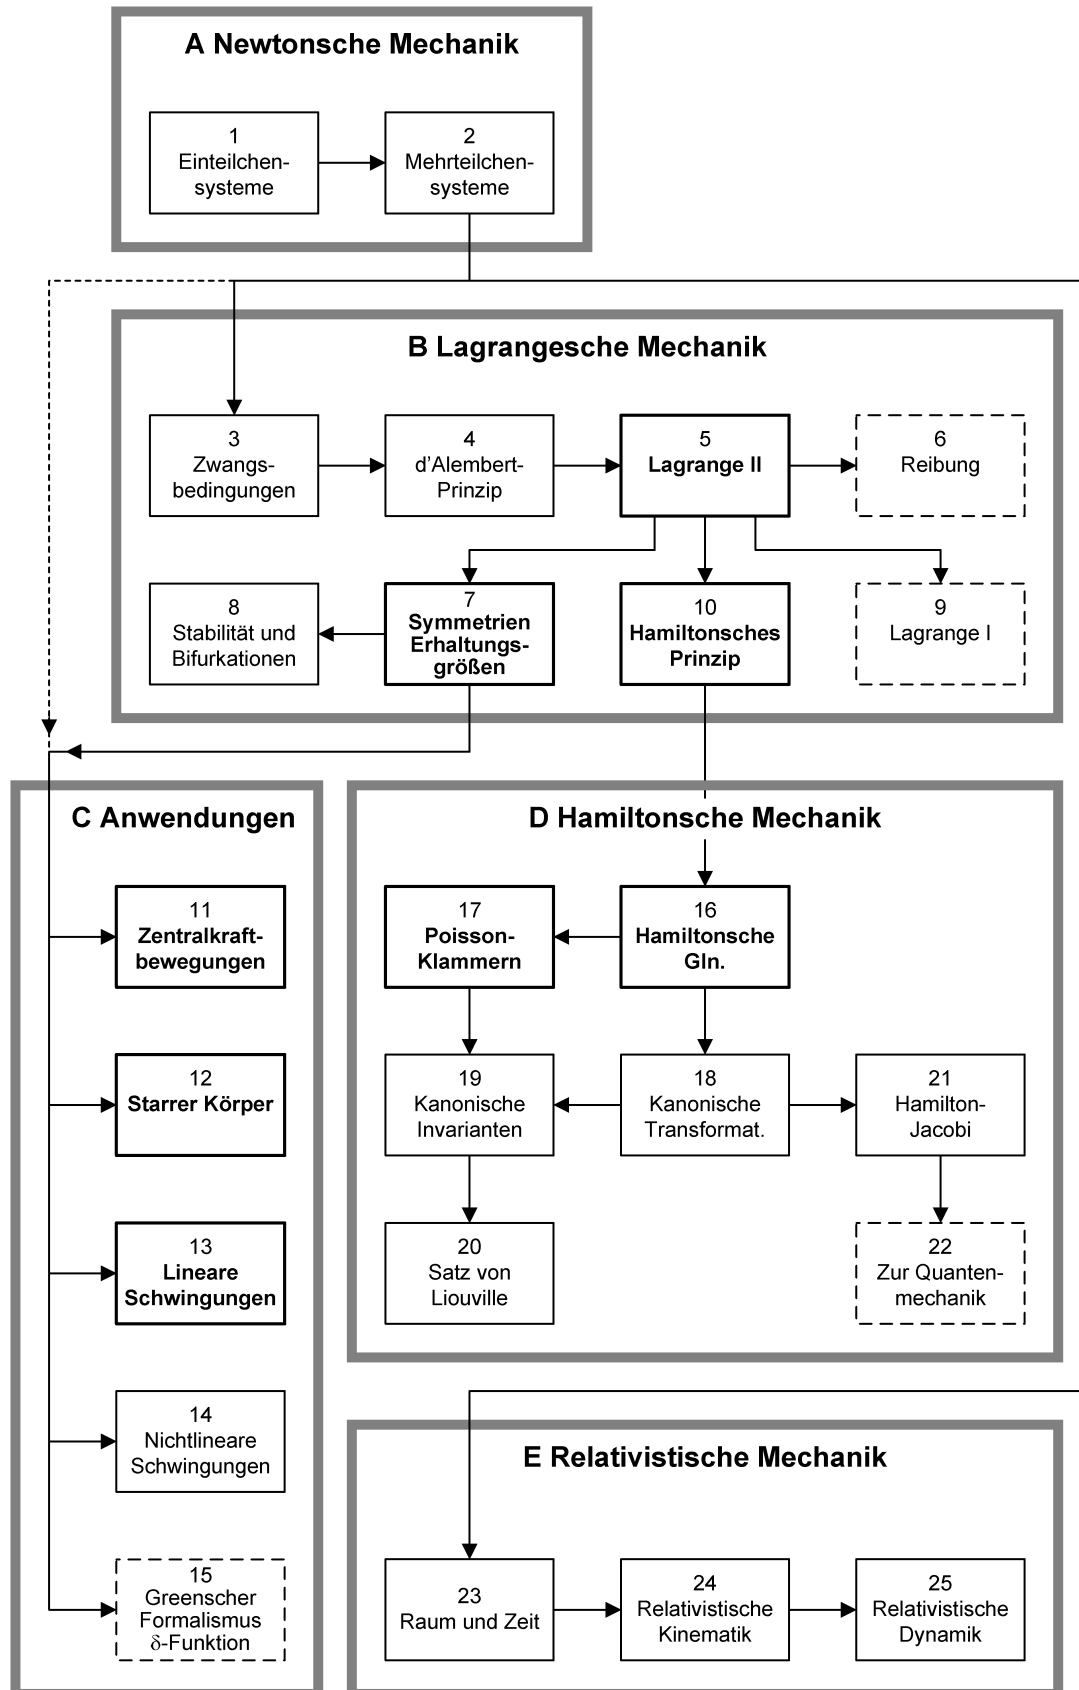 A Newtonsche Mechanik
1
Einteilchen-
systeme
2
Mehrteilchen-
systeme
B Lagrangesche Mechanik
3
Zwangs-
bedingungen
4
d'Alembert-
Prinzip
5
Lagrange II
6
Reibung
8
Stabilität und
Bifurkationen
7
Symmetrien
Erhaltungs-
größen
10
Hamiltonsches
Prinzip
9
Lagrange I
C Anwendungen
11
Zentralkraft-
bewegungen
12
Starrer Körper
13
Lineare
Schwingungen
14
Nichtlineare
Schwingungen
15
Greenscher
Formalismus
δ-Funktion
D Hamiltonsche Mechanik
17
Poisson-
Klammern
16
Hamiltonsche
Gln.
19
Kanonische
Invarianten
18
Kanonische
Transformat.
21
Hamilton-
Jacobi
20
Satz von
Liouville
22
Zur Quanten-
mechanik
E Relativistische Mechanik
23
Raum und Zeit
24
Relativistische
Kinematik
25
Relativistische
Dynamik